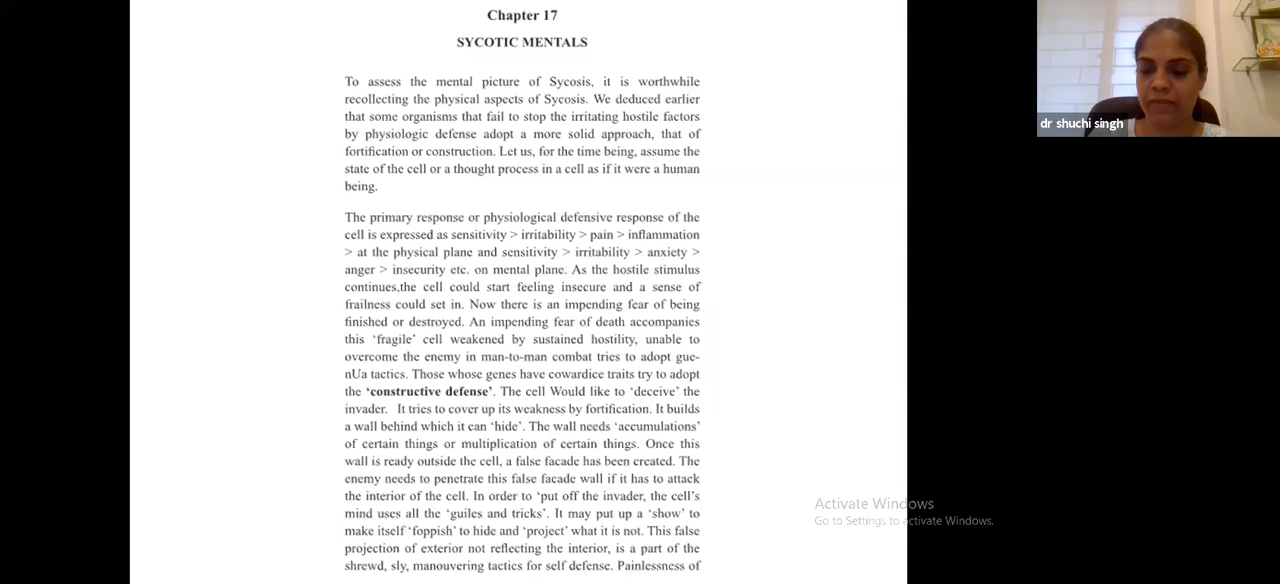 Chapter 17
SYCOTIC MENTALS
To assess the mental picture of Sycosis, it is worthwhile
recollecting the physical aspects of Sycosis. We deduced earlier
that some organisms that fail to stop the irritating hostile factors
by physiologic defense adopt a more solid approach, that of
fortification or construction. Let us, for the time being, assume the
state of the cell or a thought process in a cell as if it were a human
being.
The primary response or physiological defensive response of the
cell is expressed as sensitivity > irritability > pain > inflammation
> at the physical plane and sensitivity > irritability > anxiety >
anger > insecurity etc. on mental plane. As the hostile stimulus
continues,the cell could start feeling insecure and a sense of
frailness could set in. Now there is an impending fear of being
finished or destroyed. An impending fear of death accompanies
this ‘fragile’ cell weakened by sustained hostility, unable to
overcome the enemy in man-to-man combat tries to adopt gue-
nUa tactics. Those whose genes have cowardice traits try to adopt
the ‘constructive defense’. The cell Would like to ‘deceive’ the
invader. It tries to cover up its weakness by fortification. It builds
a wall behind which it can ‘hide’. The wall needs ‘accumulations’
of certain things or multiplication of certain things. Once this
wall is ready outside the cell, a false facade has been created. The
enemy needs to penetrate this false facade wall if it has to attack
the interior of the cell. In order to ‘put off the invader, the cell’s
mind uses all the ‘guiles and tricks’. It may put up a ‘show’ to
make itself ‘foppish’ to hide and ‘project’ what it is not. This false
projection of exterior not reflecting the interior, is a part of the
shrewd, sly, manouvering tactics for self defense. Painlessness of
dr shuchi singh
Activate Windows
Go to Settings to activate Windows.